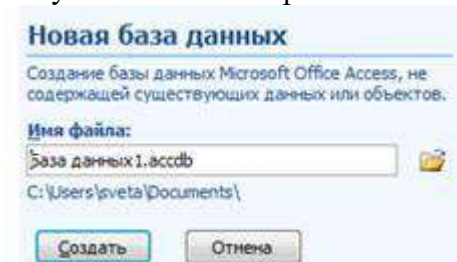 Новая база данных
Создание базы данных Microsoft Office Access, не
содержащей существующих данных или объектов.
Имя файла:
База данных1.accdb
C:\Users\sveta\Documents\
Создать
Отмена